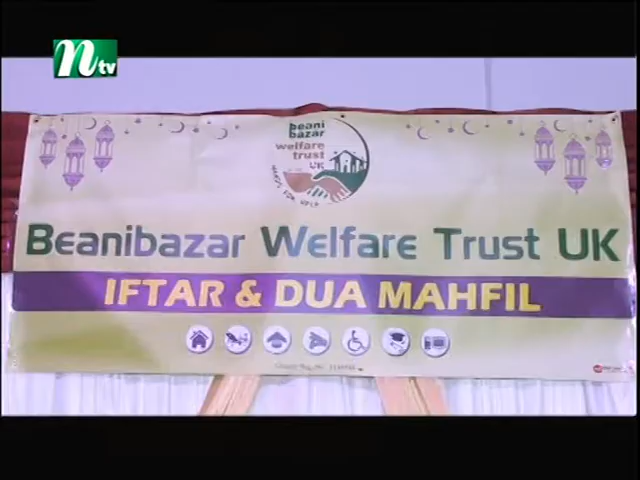 ntv
beani
bazar
welfare
trust
UK
Beanibazar Welfare Trust UK
IFTAR & DUA MAHFIL